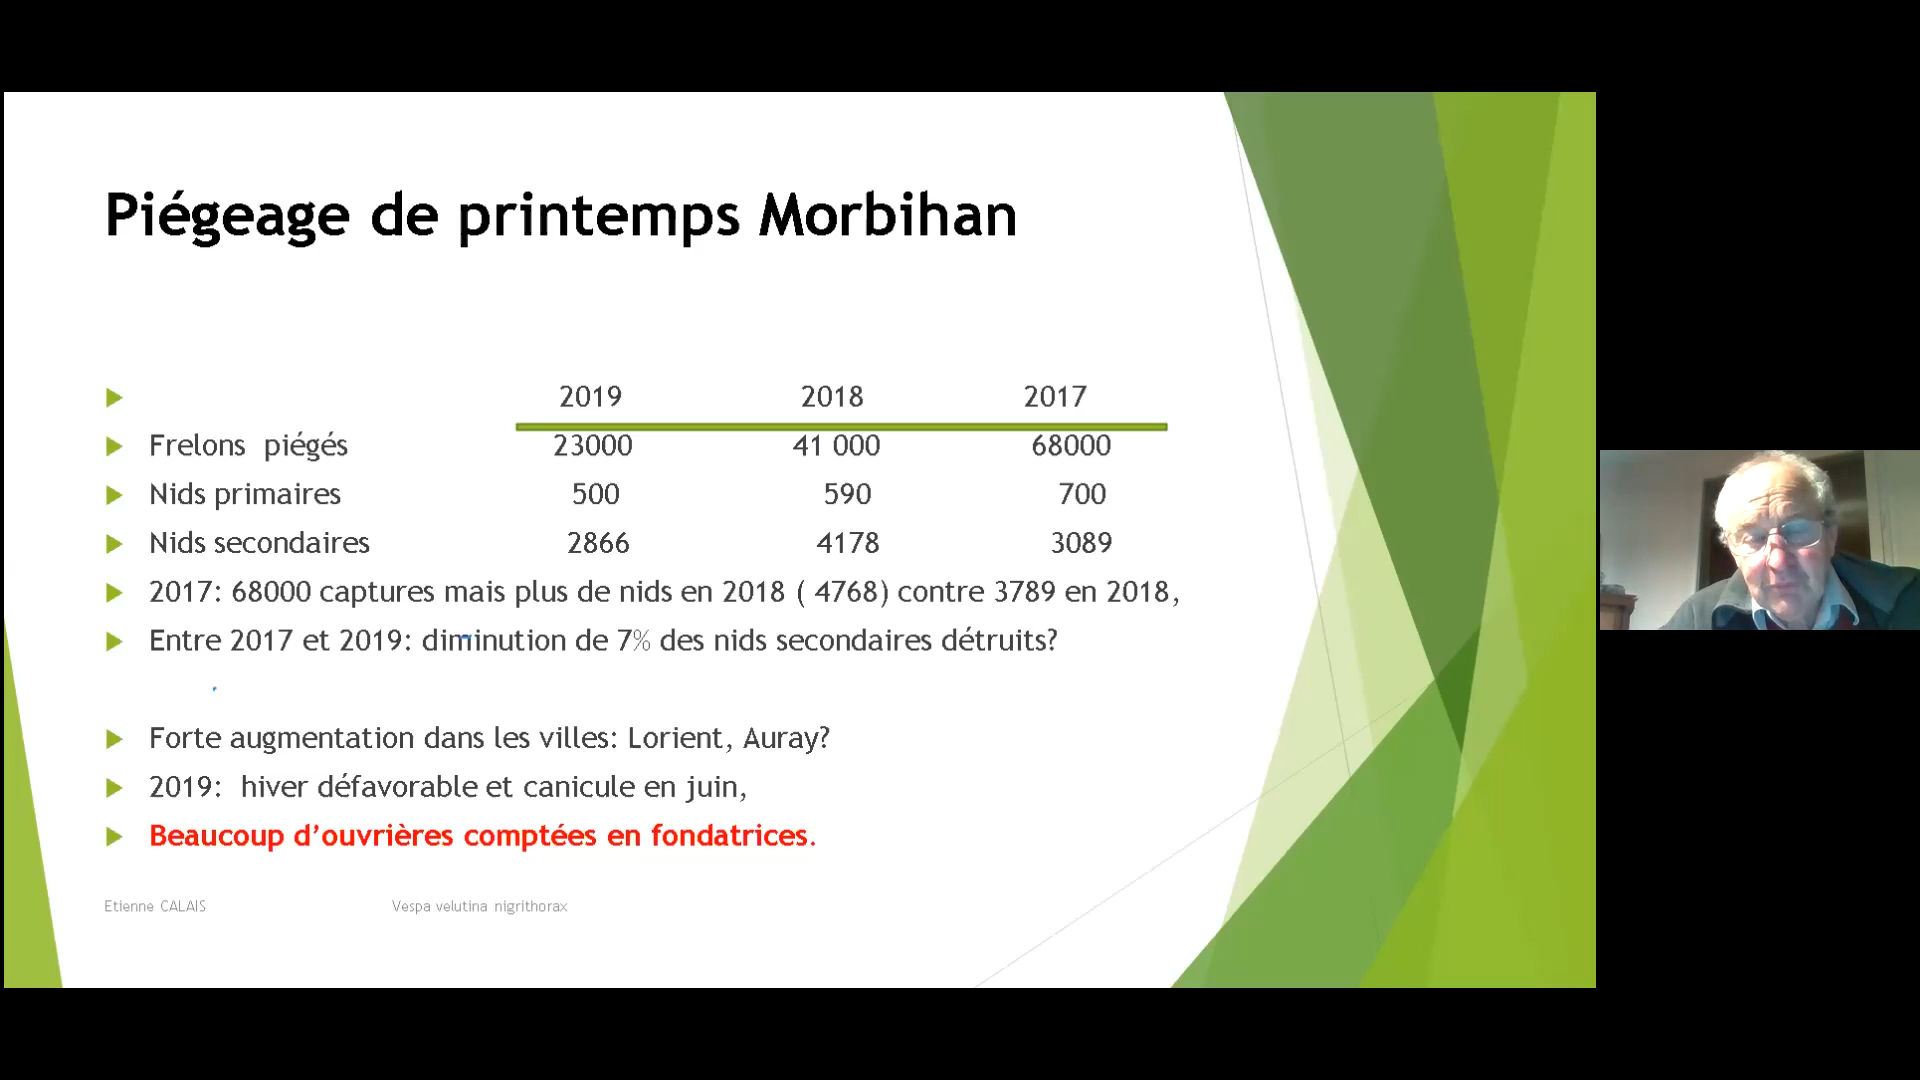 Piégeage de printemps Morbihan
2019 2018 2017
Frelons piégés 23000 41 000 68000
Nids primaires 500 590 700
Nids secondaires 2866 4178 3089
2017: 68000 captures mais plus de nids en 2018 ( 4768) contre 3789 en 2018,
Entre 2017 et 2019: diminution de 7% des nids secondaires détruits?
Forte augmentation dans les villes: Lorient, Auray?
2019: hiver défavorable et canicule en juin,
Beaucoup d’ouvrières comptées en fondatrices.
Etienne CALAIS Vespa velutina nigrithorax